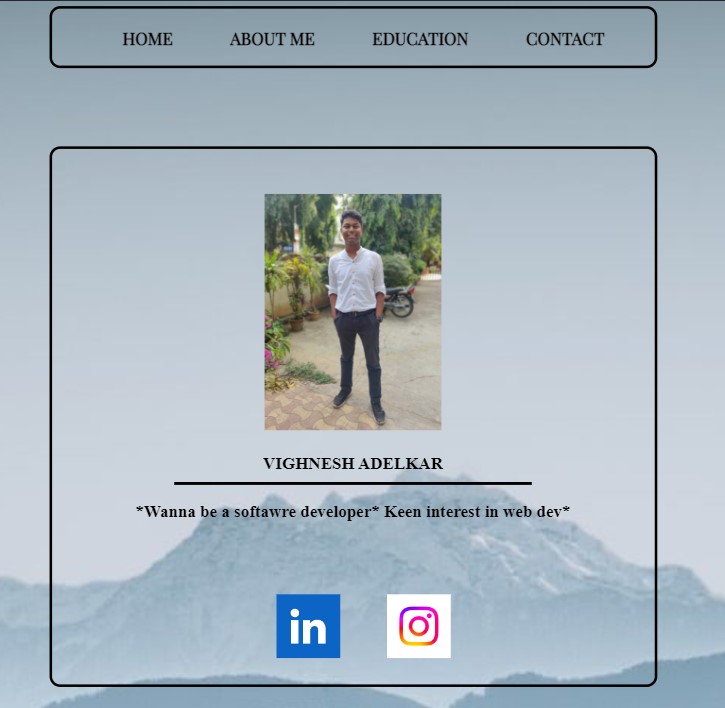 HOME ABOUT ME EDUCATION CONTACT
VIGHNESH ADELKAR
*Wanna be a softawre developer* Keen interest in web dev*
in